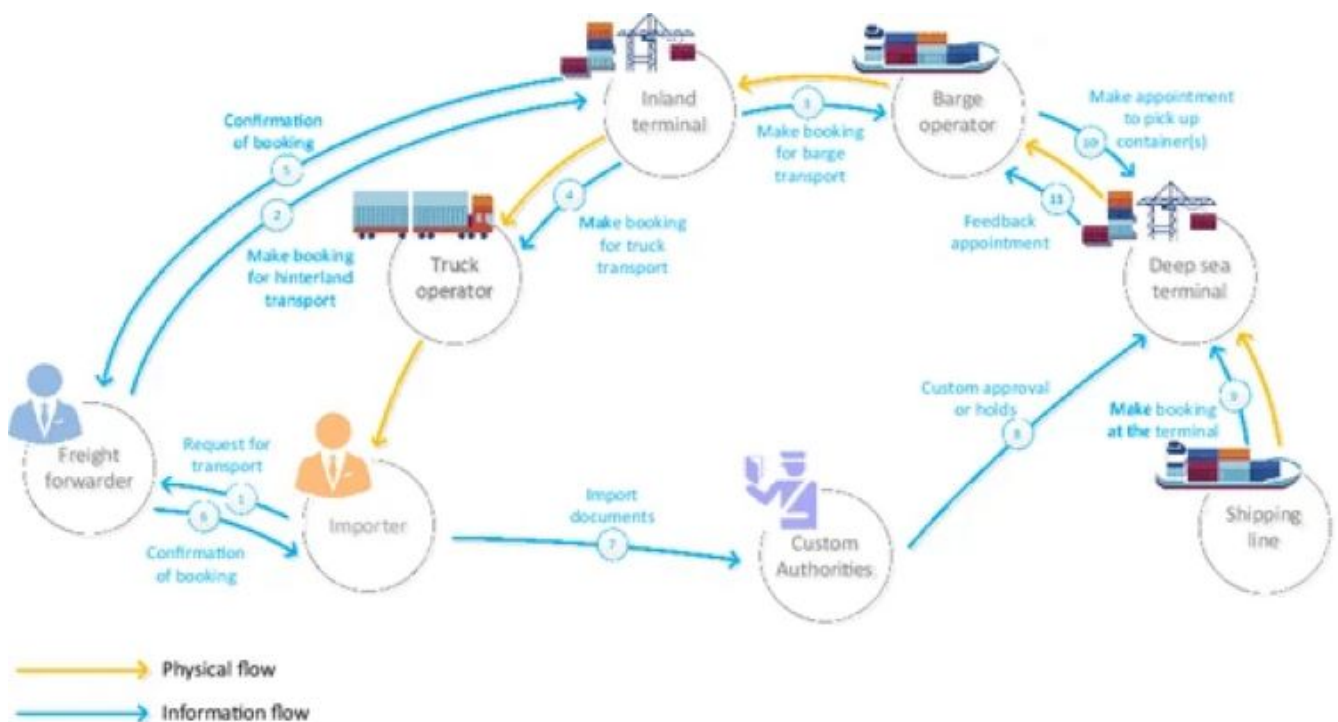 Inland
terminal
Barge
operator
Make appointment
to pick up
container(s)
10
Confirmation
of booking
5
2
3
Make booking
for barge
transport
4
Make booking
for truck
transport
11
Feedback
appointment
Make booking
for hinterland
transport
Truck
operator
Deep sea
terminal
Custom approval
or holds
8
9
Make booking
at the terminal
Freight
forwarder
Request for
transport
1
6
Confirmation
of booking
Importer
Import
documents
7
Custom
Authorities
Shipping
line
Physical flow
Information flow